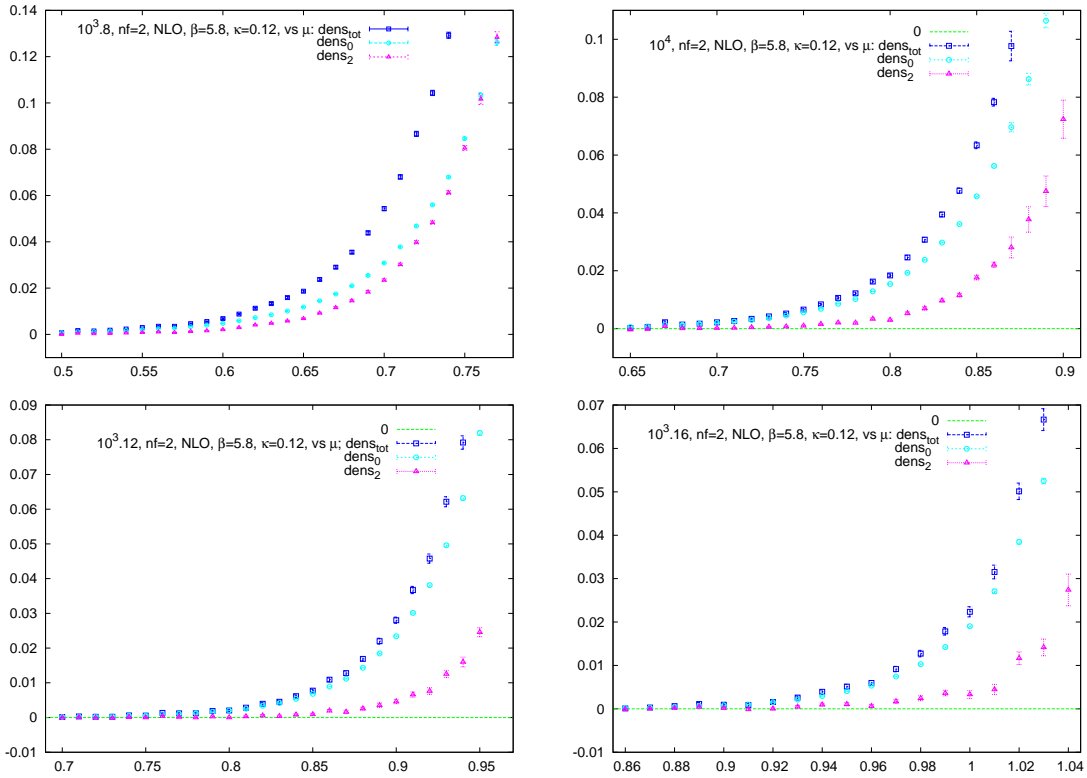 10³.8, nf=2, NLO, β=5.8, κ=0.12, vs μ: dens_tot
dens_0
dens_2
0.14
0.12
0.1
0.08
0.06
0.04
0.02
0
0.5 0.55 0.6 0.65 0.7 0.75
0
10⁴, nf=2, NLO, β=5.8, κ=0.12, vs μ: dens_tot
dens_0
dens_2
0.1
0.08
0.06
0.04
0.02
0
0.65 0.7 0.75 0.8 0.85 0.9
0
10³.12, nf=2, NLO, β=5.8, κ=0.12, vs μ; dens_tot
dens_0
dens_2
0.09
0.08
0.07
0.06
0.05
0.04
0.03
0.02
0.01
0
-0.01
0.7 0.75 0.8 0.85 0.9 0.95
0
10³.16, nf=2, NLO, β=5.8, κ=0.12, vs μ: dens_tot
dens_0
dens_2
0.07
0.06
0.05
0.04
0.03
0.02
0.01
0
-0.01
0.86 0.88 0.9 0.92 0.94 0.96 0.98 1 1.02 1.04